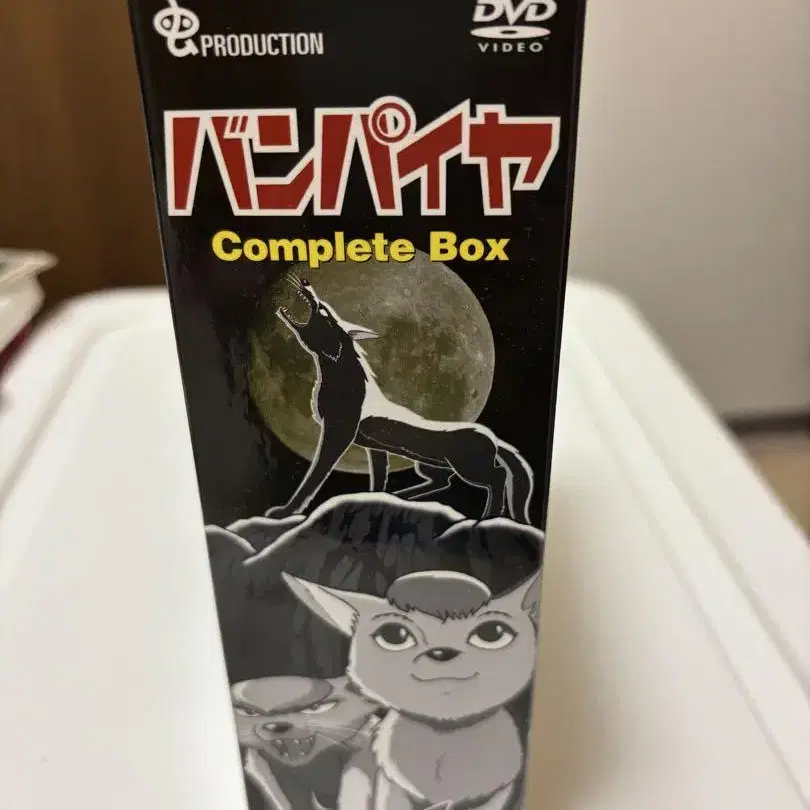 PRODUCTION
DVD
VIDEO
バンパイヤ
Complete Box